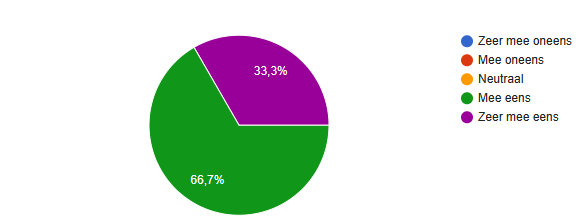 Zeer mee oneens
Mee oneens
Neutraal
Mee eens
Zeer mee eens
33,3%
66,7%